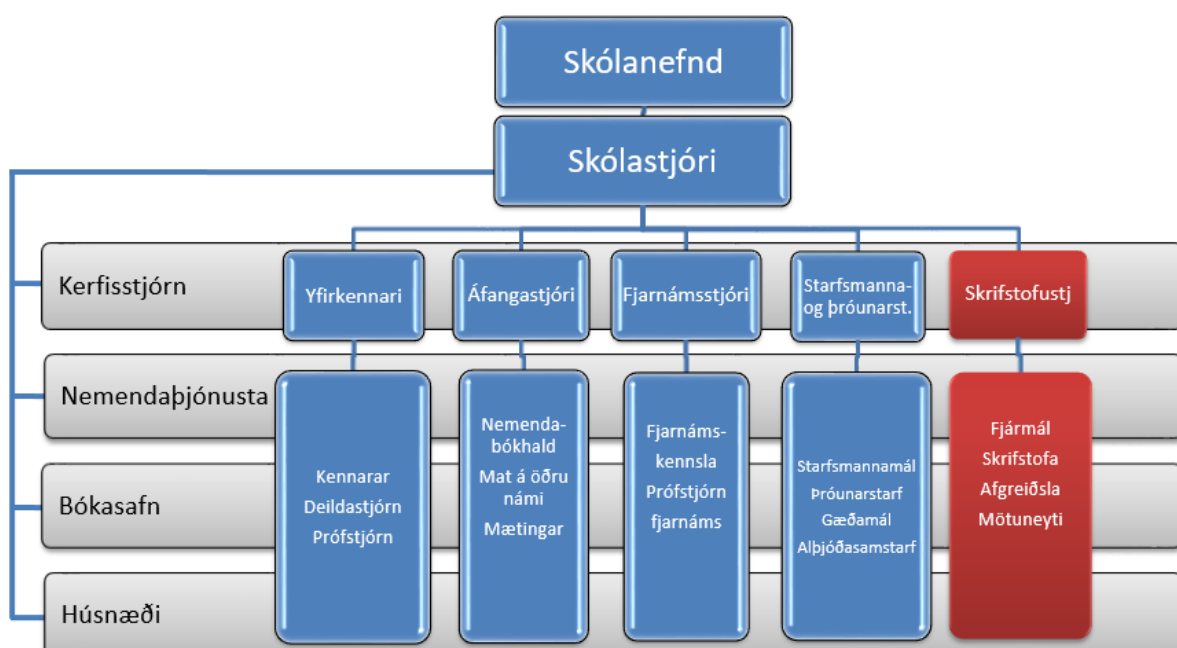 Skólanefnd
Skólastjóri
Kerfisstjórn
Yfirkennari
Áfangastjóri
Fjarnámsstjóri
Starfsmanna-
og þróunarst.
Skrifstofustj
Nemendaþjónusta
Bókasafn
Húsnæði
Kennarar
Deildastjórn
Prófstjórn
Nemenda-
bókhald
Mat á öðru
námi
Mætingar
Fjarnáms-
kennsla
Prófstjórn
fjarnáms
Starfsmannamál
Þróunarstarf
Gæðamál
Alþjóðasamstarf
Fjármál
Skrifstofa
Afgreiðsla
Mötuneyti